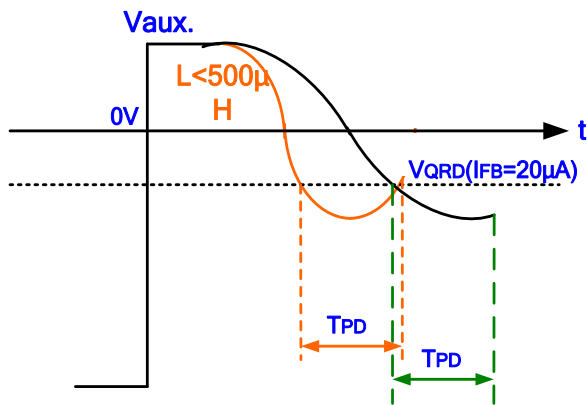 Vaux.
L<500μ
H
0V
t
VQRD(IFB=20μA)
TPD
TPD